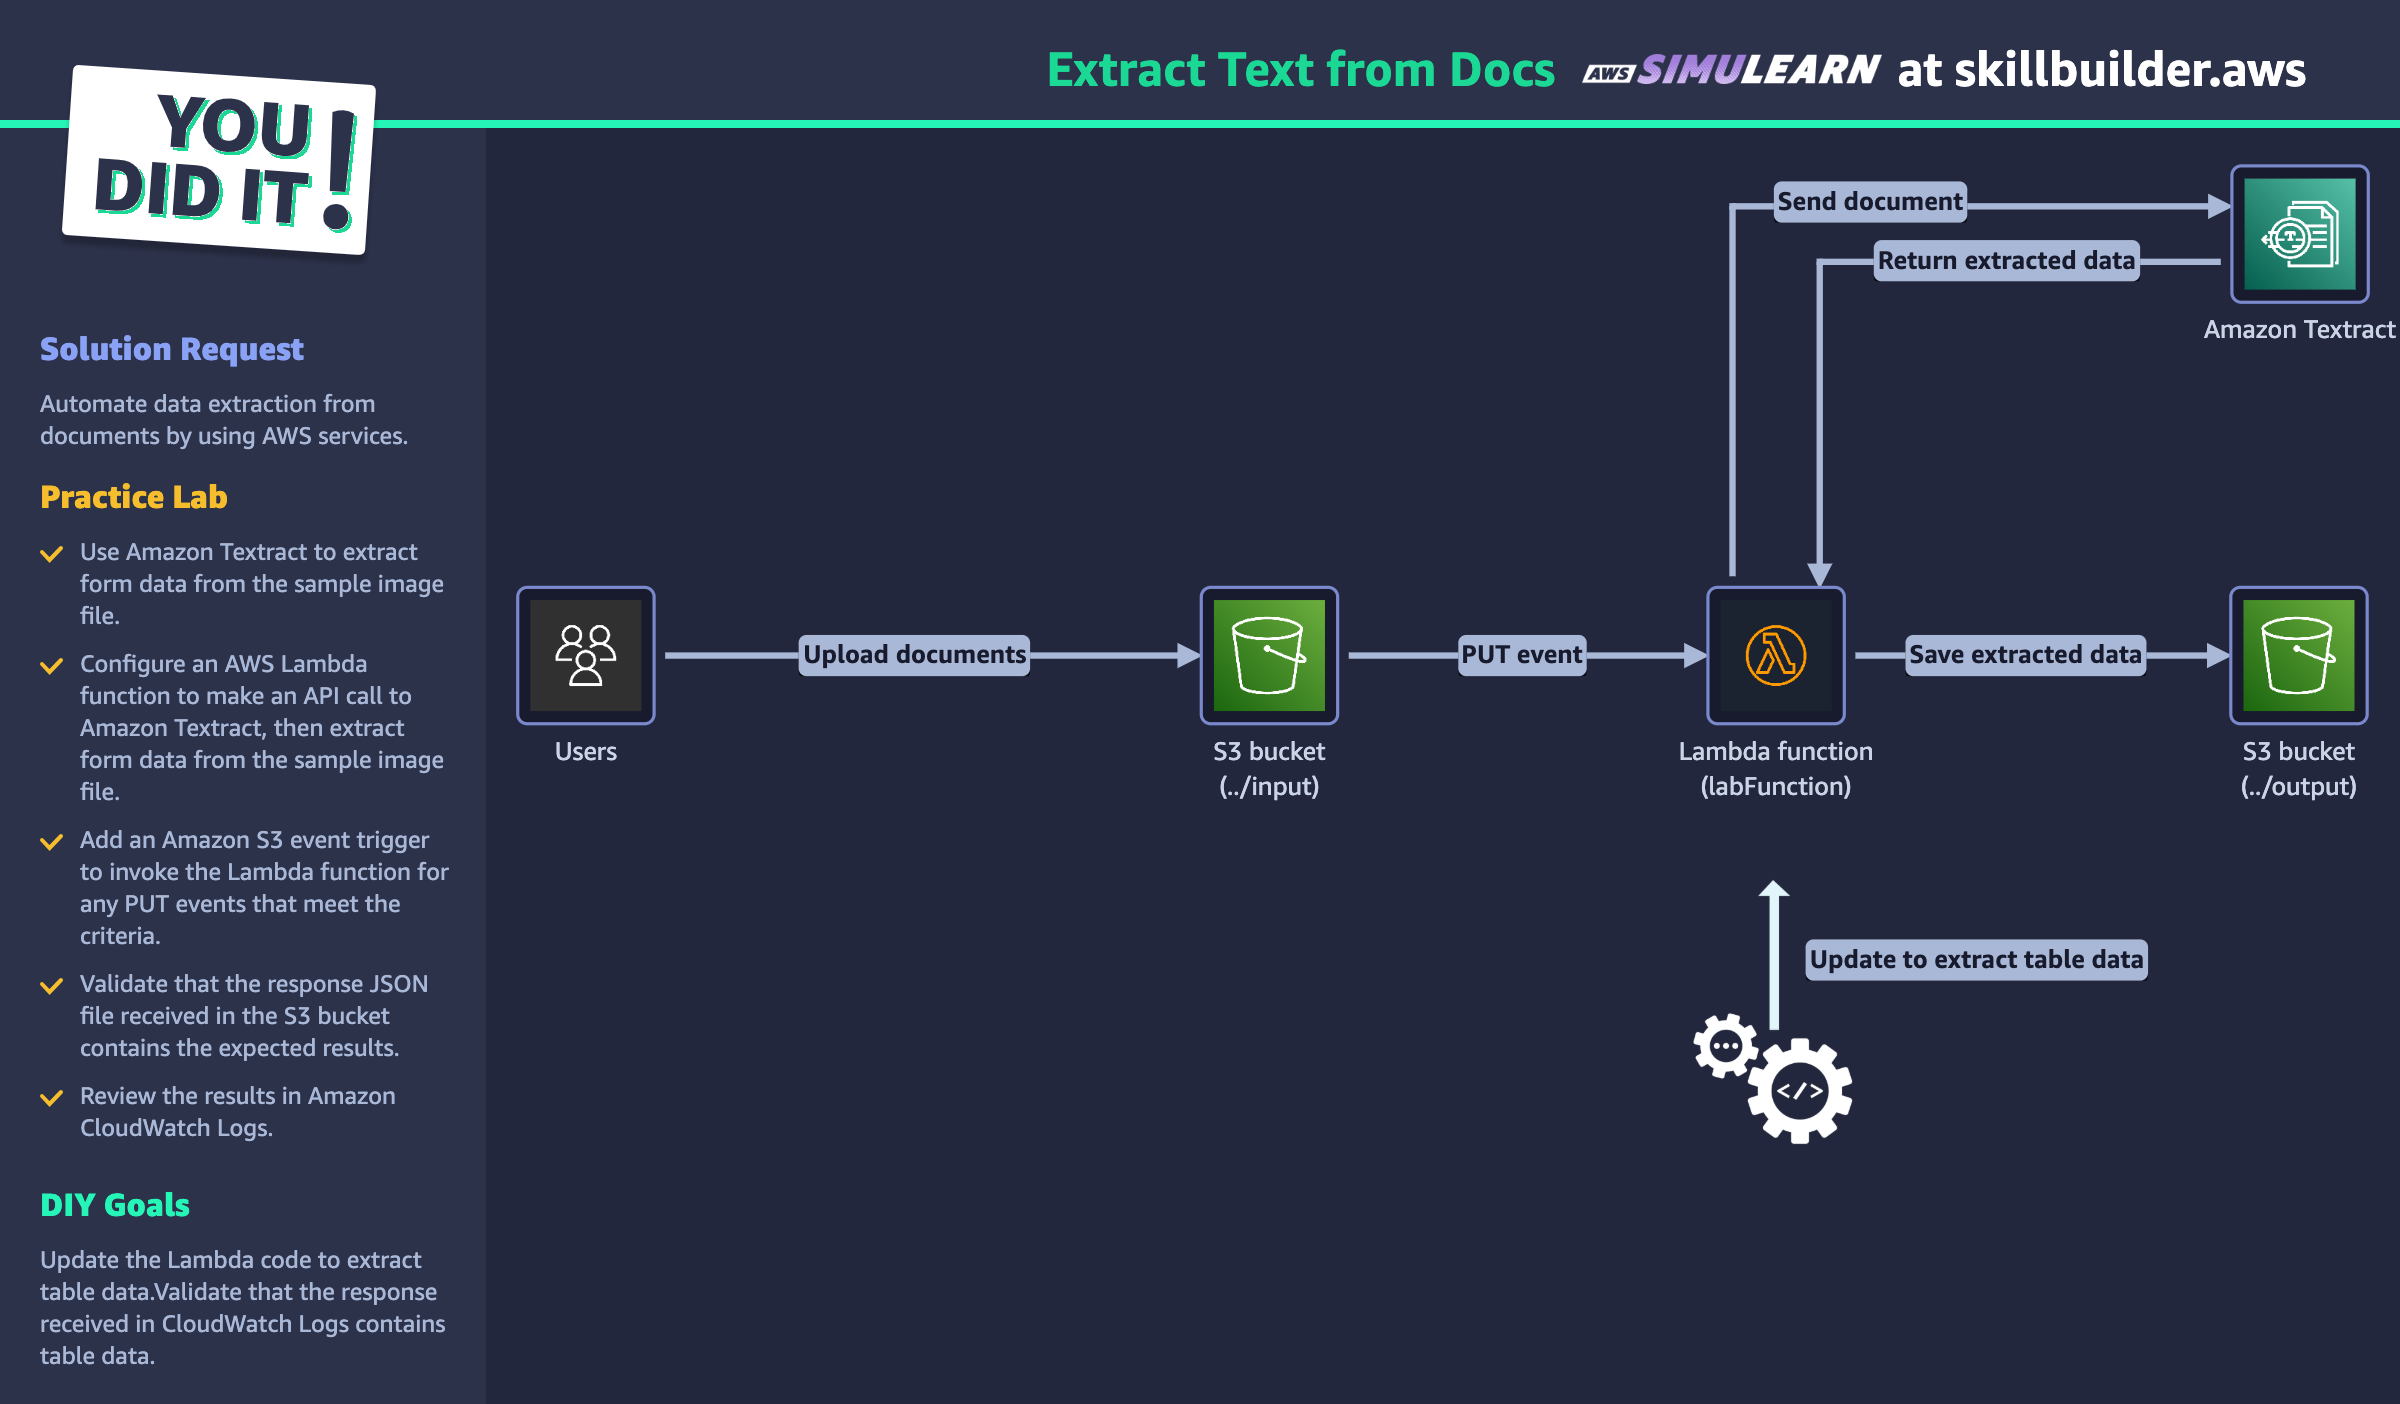 Extract Text from Docs AWS SIMULEARN at skillbuilder.aws
YOU
DID IT!
Solution Request
Automate data extraction from
documents by using AWS services.
Practice Lab
Use Amazon Textract to extract
form data from the sample image
file.
Configure an AWS Lambda
function to make an API call to
Amazon Textract, then extract
form data from the sample image
file.
Add an Amazon S3 event trigger
to invoke the Lambda function for
any PUT events that meet the
criteria.
Validate that the response JSON
file received in the S3 bucket
contains the expected results.
Review the results in Amazon
CloudWatch Logs.
DIY Goals
Update the Lambda code to extract
table data.Validate that the response
received in CloudWatch Logs contains
table data.
Send document
Return extracted data
T
Amazon Textract
Upload documents
PUT event
Save extracted data
Users
S3 bucket
(../input)
Lambda function
(labFunction)
S3 bucket
(../output)
Update to extract table data
</>